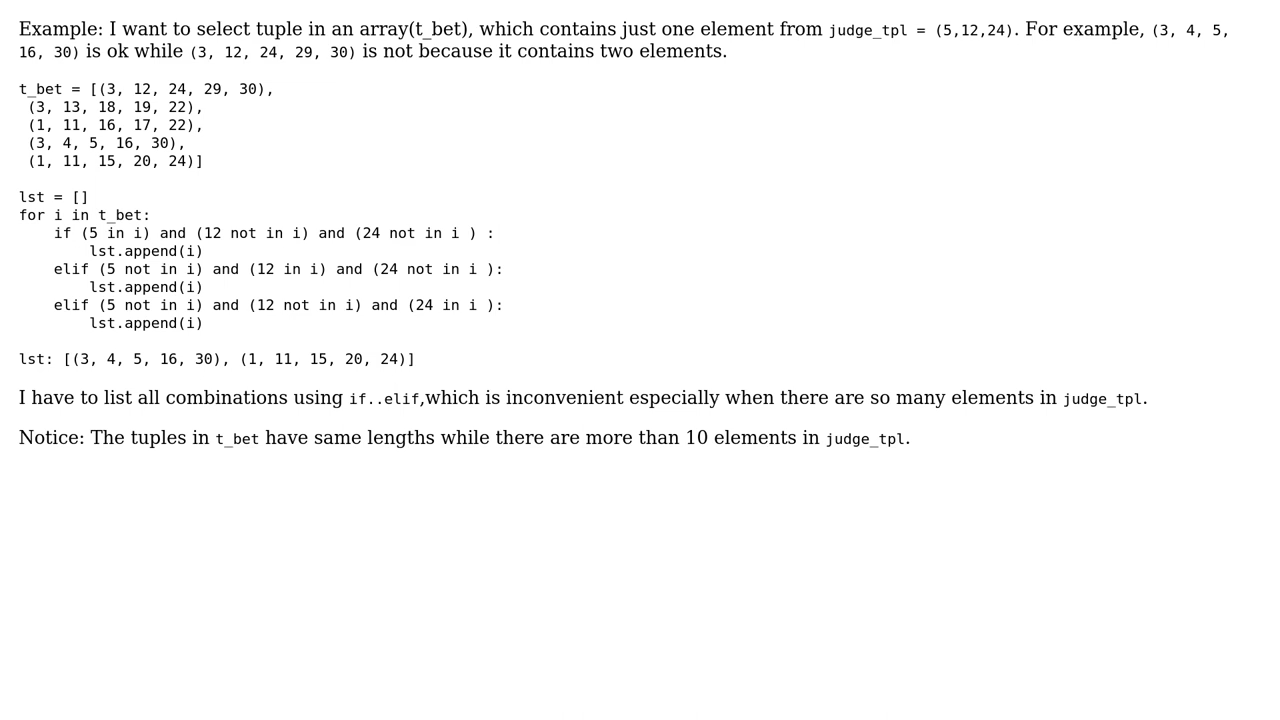 Example: I want to select tuple in an array(t_bet), which contains just one element from judge_tpl = (5,12,24). For example, (3, 4, 5,
16, 30) is ok while (3, 12, 24, 29, 30) is not because it contains two elements.
t_bet = [(3, 12, 24, 29, 30),
 (3, 13, 18, 19, 22),
 (1, 11, 16, 17, 22),
 (3, 4, 5, 16, 30),
 (1, 11, 15, 20, 24)]
lst = []
for i in t_bet:
    if (5 in i) and (12 not in i) and (24 not in i ) :
        lst.append(i)
    elif (5 not in i) and (12 in i) and (24 not in i ):
        lst.append(i)
    elif (5 not in i) and (12 not in i) and (24 in i ):
        lst.append(i)
lst: [(3, 4, 5, 16, 30), (1, 11, 15, 20, 24)]
I have to list all combinations using if..elif,which is inconvenient especially when there are so many elements in judge_tpl.
Notice: The tuples in t_bet have same lengths while there are more than 10 elements in judge_tpl.